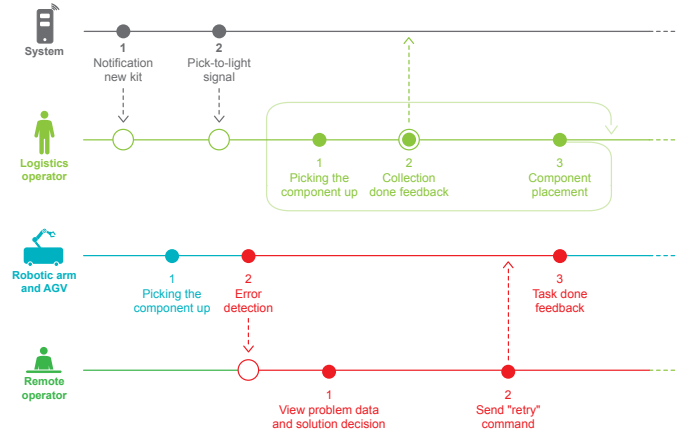 System
1
Notification
new kit
2
Pick-to-light
signal
Logistics
operator
1
Picking the
component up
2
Collection
done feedback
3
Component
placement
Robotic arm
and AGV
1
Picking the
component up
2
Error
detection
3
Task done
feedback
Remote
operator
1
View problem data
and solution decision
2
Send "retry"
command